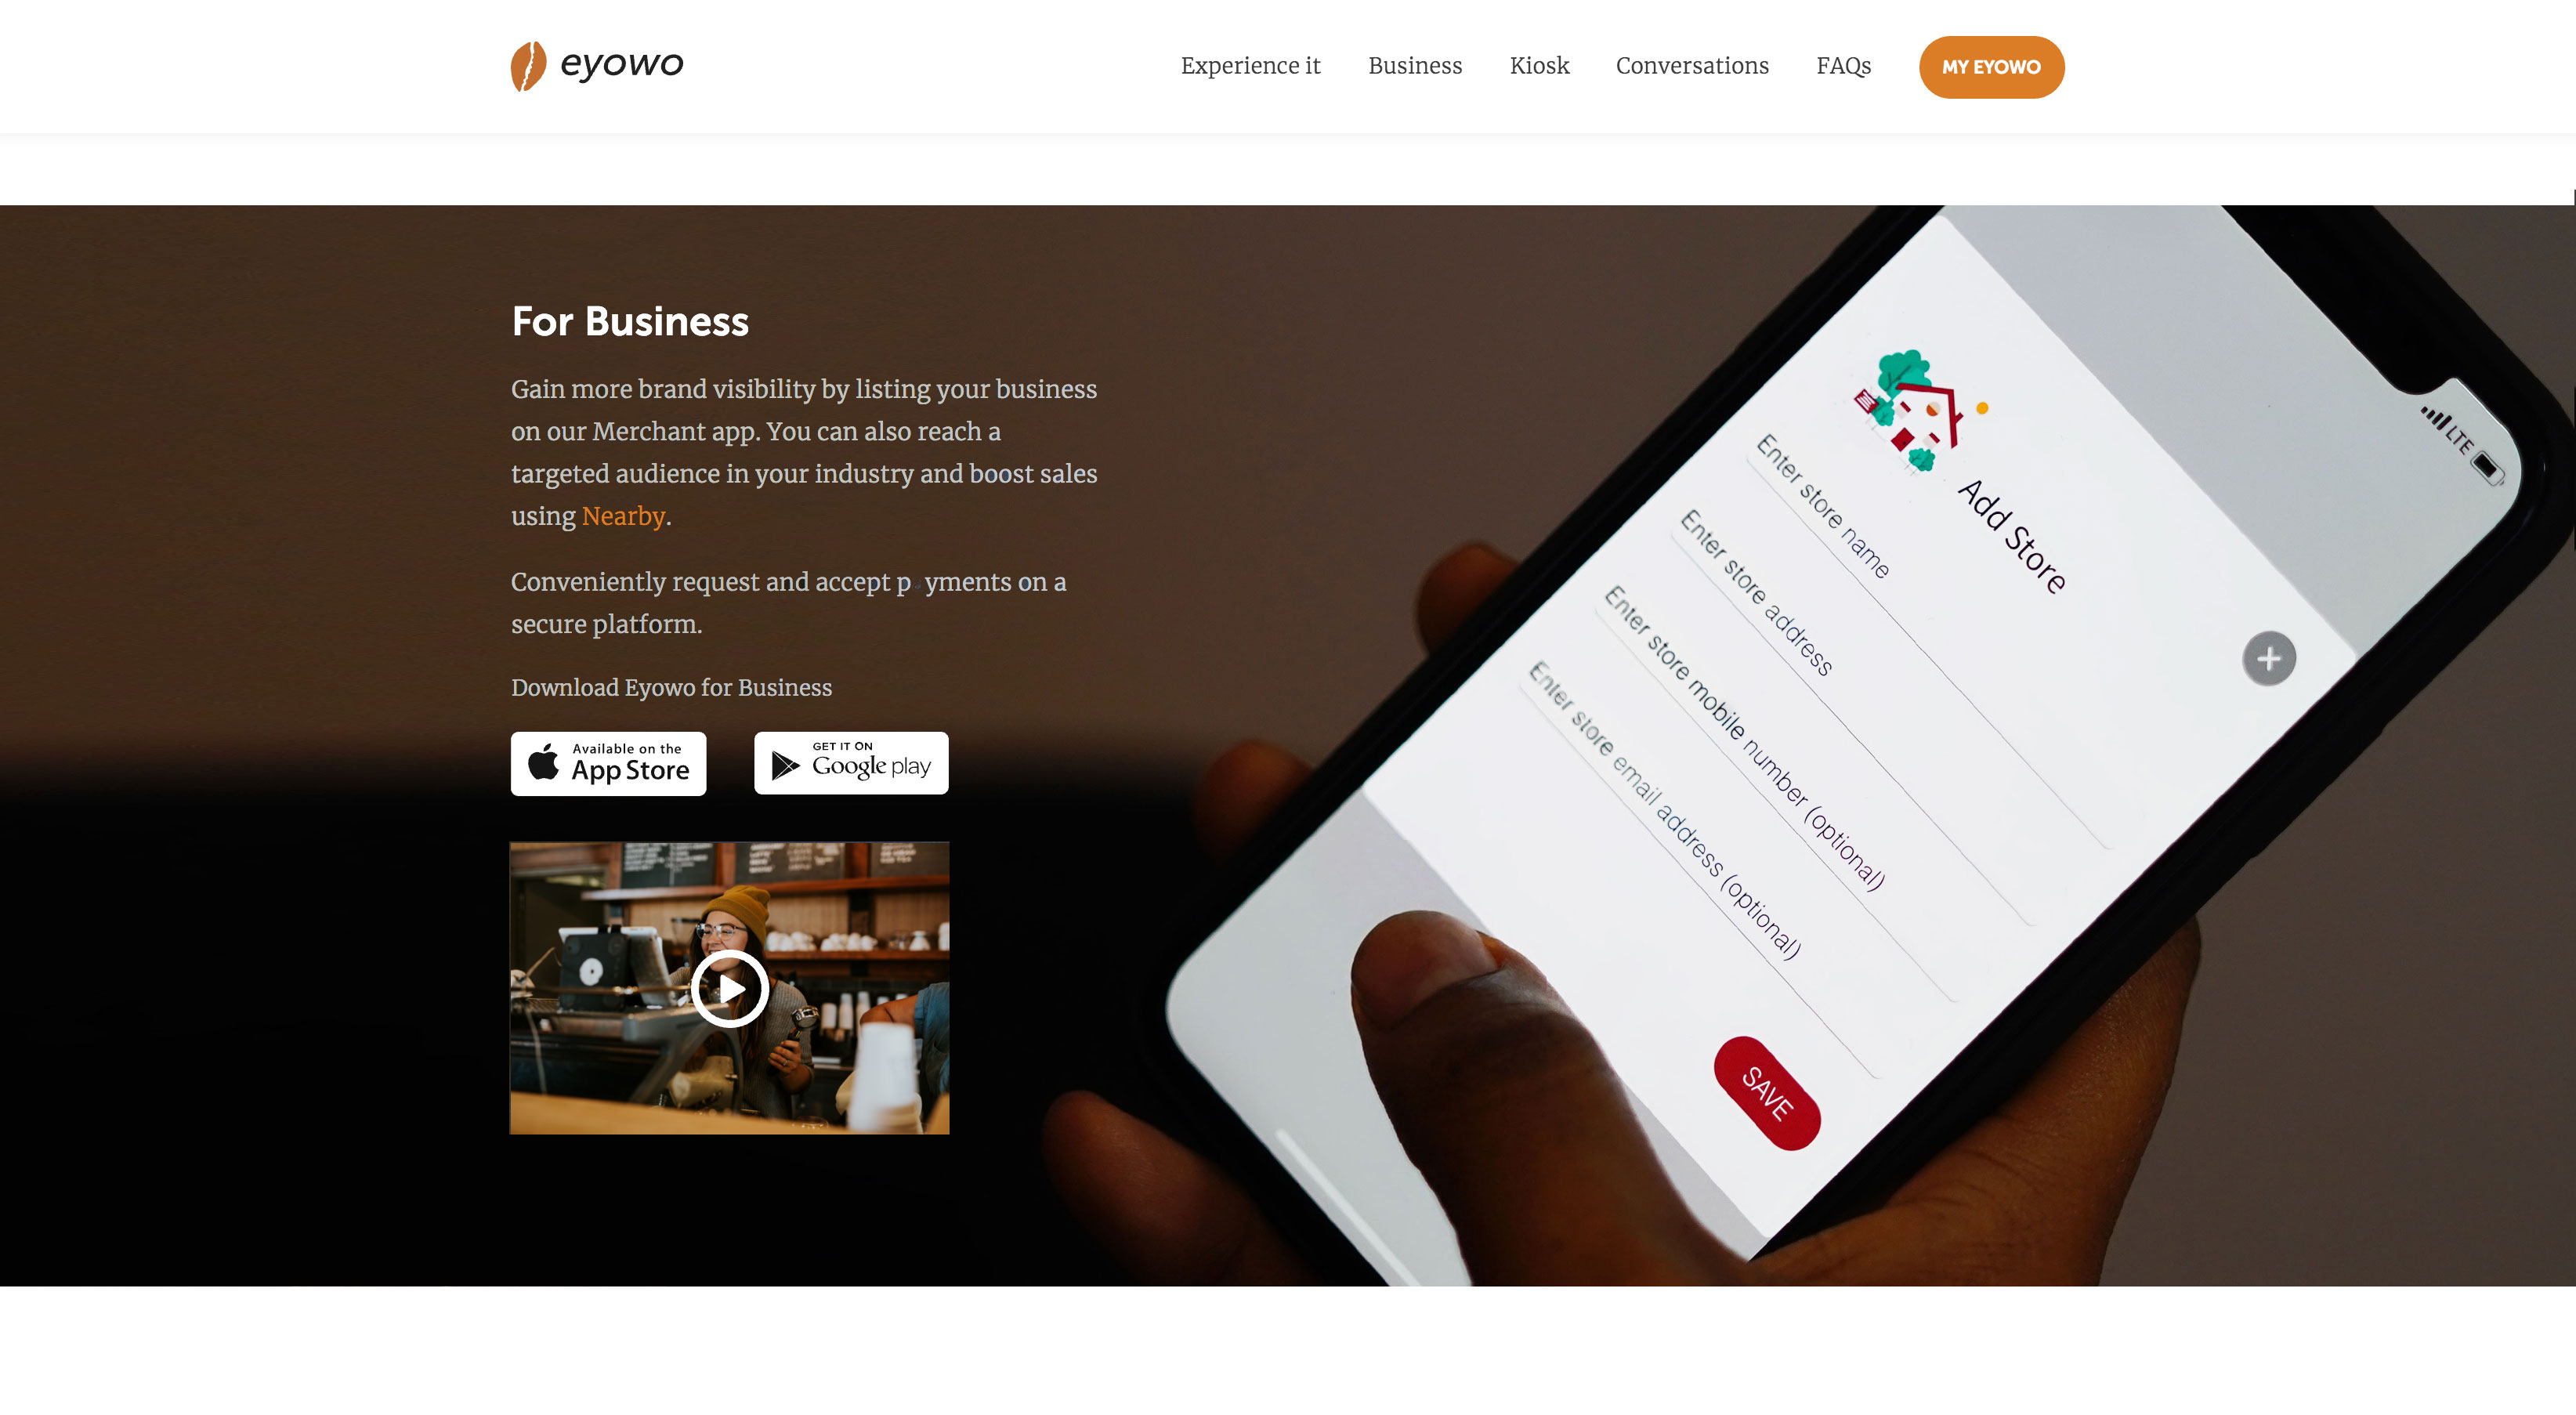 eyowo
Experience it
Business
Kiosk
Conversations
FAQs
MY EYOWO
For Business
Gain more brand visibility by listing your business
on our Merchant app. You can also reach a
targeted audience in your industry and boost sales
using Nearby.
Conveniently request and accept p yments on a
secure platform.
Download Eyowo for Business
Available on the
App Store
GET IT ON
Google play
LTE
Add Store
Enter store name
Enter store address
Enter store mobile number (optional)
Enter store email address (optional)
SAVE